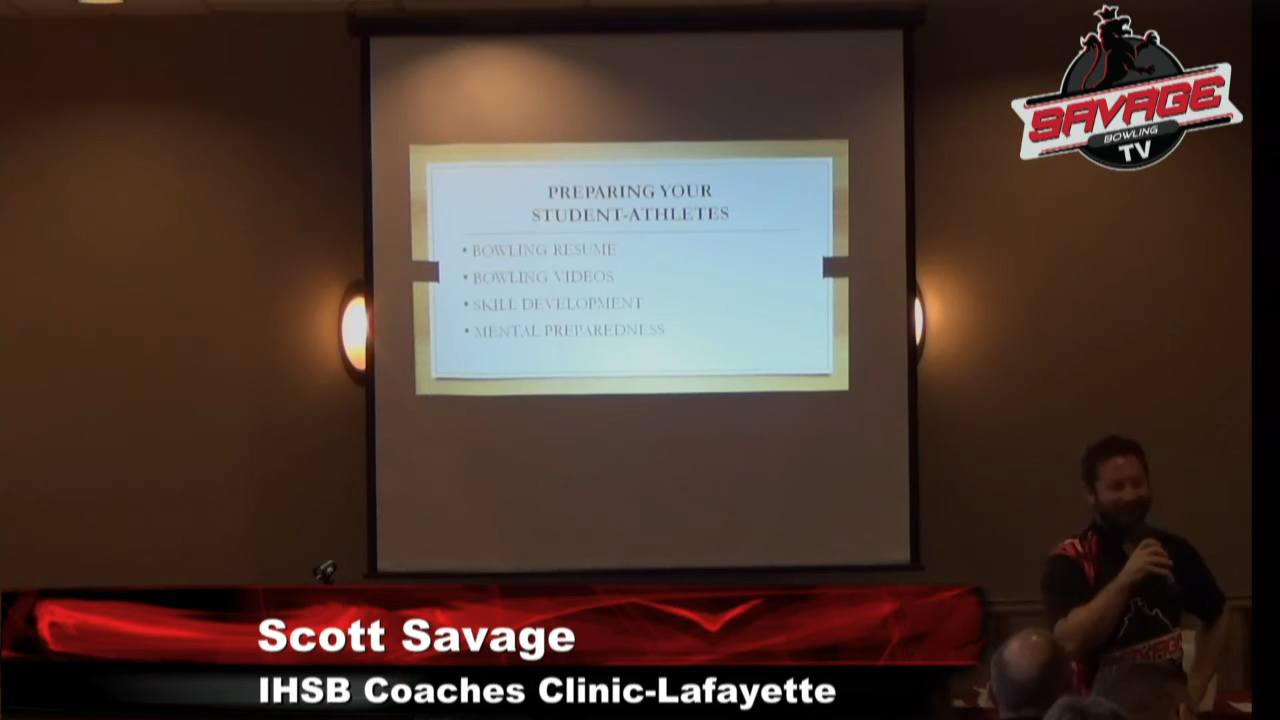 SAVAGE
BOWLING
TV
PREPARING YOUR
STUDENT-ATHLETES
• BOWLING RESUME
• BOWLING VIDEOS
• SKILL DEVELOPMENT
• MENTAL PREPAREDNESS
Scott Savage
IHSB Coaches Clinic-Lafayette